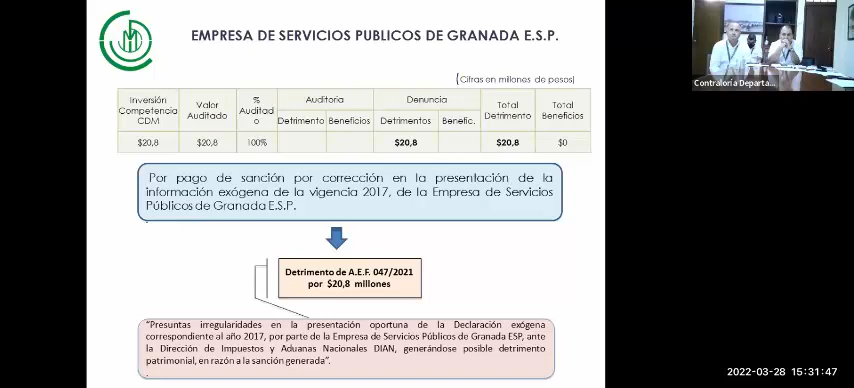 EMPRESA DE SERVICIOS PUBLICOS DE GRANADA E.S.P.
(Cifras en millones de pesos)
Inversión Competencia CDM | Valor Auditado | % Auditado | Auditoria | Denuncia | Total Detrimento | Total Beneficios
Detrimento | Beneficios | Detrimentos | Benefic.
$20,8 | $20,8 | 100% | $20,8 | $20,8 | $0
Por pago de sanción por corrección en la presentación de la
información exógena de la vigencia 2017, de la Empresa de Servicios
Públicos de Granada E.S.P.
Detrimento de A.E.F. 047/2021
por $20,8 millones
"Presuntas irregularidades en la presentación oportuna de la Declaración exógena
correspondiente al año 2017, por parte de la Empresa de Servicios Públicos de Granada ESP, ante
la Dirección de Impuestos y Aduanas Nacionales DIAN, generándose posible detrimento
patrimonial, en razón a la sanción generada".
Contraloría Departa...
2022-03-28 15:31:47